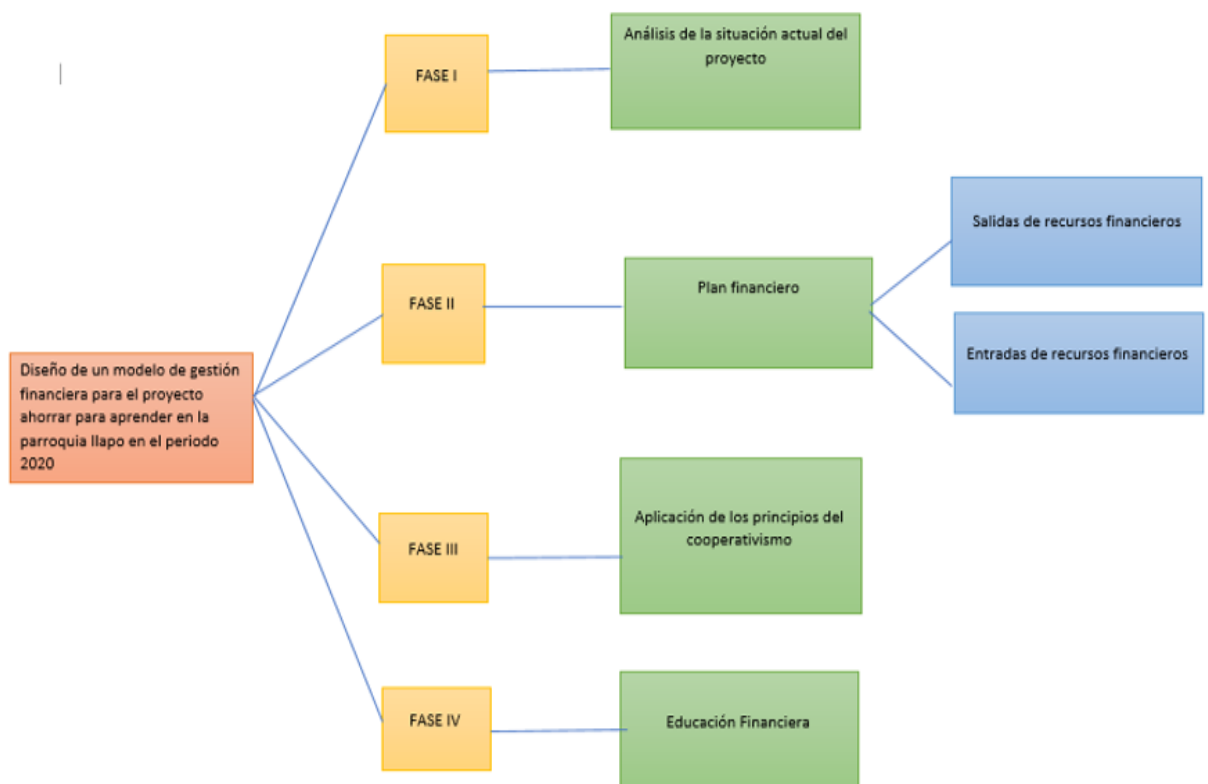 Análisis de la situación actual del
proyecto
FASE I
Salidas de recursos financieros
Plan financiero
FASE II
Entradas de recursos financieros
Diseño de un modelo de gestión
financiera para el proyecto
ahorrar para aprender en la
parroquia llapo en el periodo
2020
Aplicación de los principios del
cooperativismo
FASE III
FASE IV
Educación Financiera